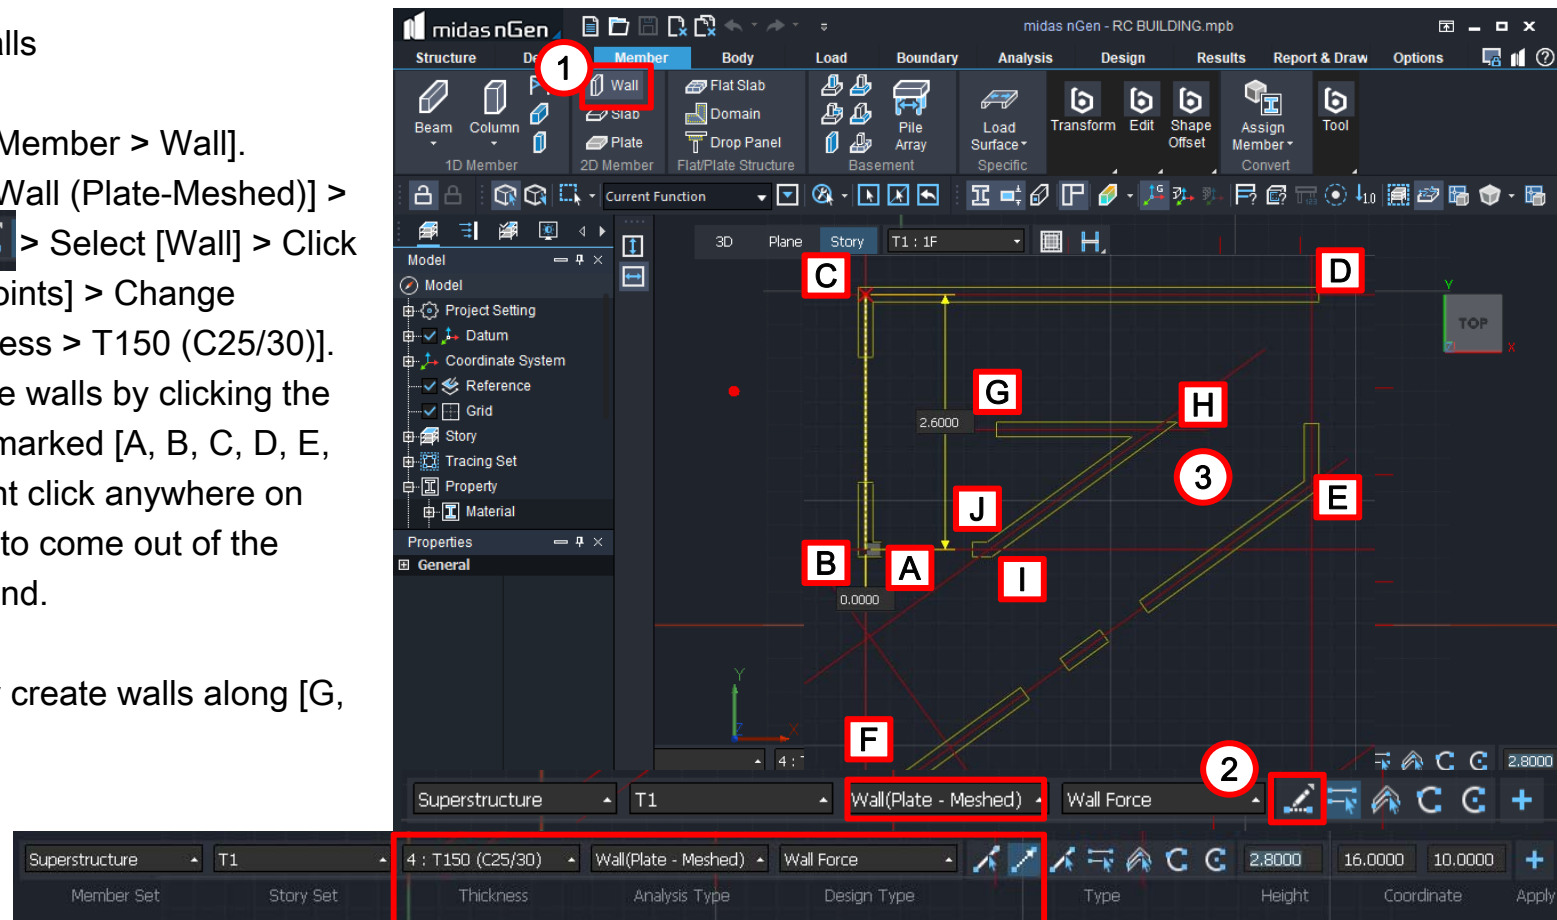 alls
Member > Wall].
Wall (Plate-Meshed)] >
> Select [Wall] > Click
oints] > Change
ess > T150 (C25/30)].
e walls by clicking the
marked [A, B, C, D, E,
nt click anywhere on
to come out of the
nd.
create walls along [G,
midas nGen
midas nGen - RC BUILDING.mpb
Structure De Member Body Load Boundary Analysis Design Results Report & Draw Options
1
Wall
Flat Slab
Slab
Domain
Plate
Drop Panel
Beam Column
Pile Array
Load Surface
Transform Edit Shape Offset
Assign Member
Tool
1D Member 2D Member Flat/Plate Structure Basement Specific Convert
Current Function
1.0
Model
Model
Project Setting
Datum
Coordinate System
Reference
Grid
Story
Tracing Set
Property
Material
Properties
General
3D Plane Story T1 : 1F
C
D
Y
TOP
Z
X
G
H
2.6000
3
E
J
B
A
I
0.0000
Y
Z
X
F
4 : T
2
2.8000
Superstructure T1 Wall(Plate - Meshed) Wall Force
Superstructure T1 4 : T150 (C25/30) Wall(Plate - Meshed) Wall Force 2.8000 16.0000 10.0000
Member Set Story Set Thickness Analysis Type Design Type Type Height Coordinate Apply